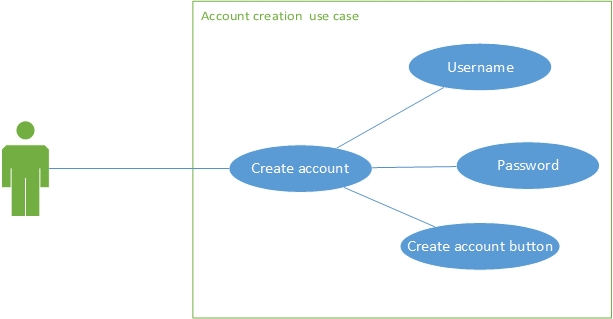 Account creation  use case
Username
Create account
Password
Create account button